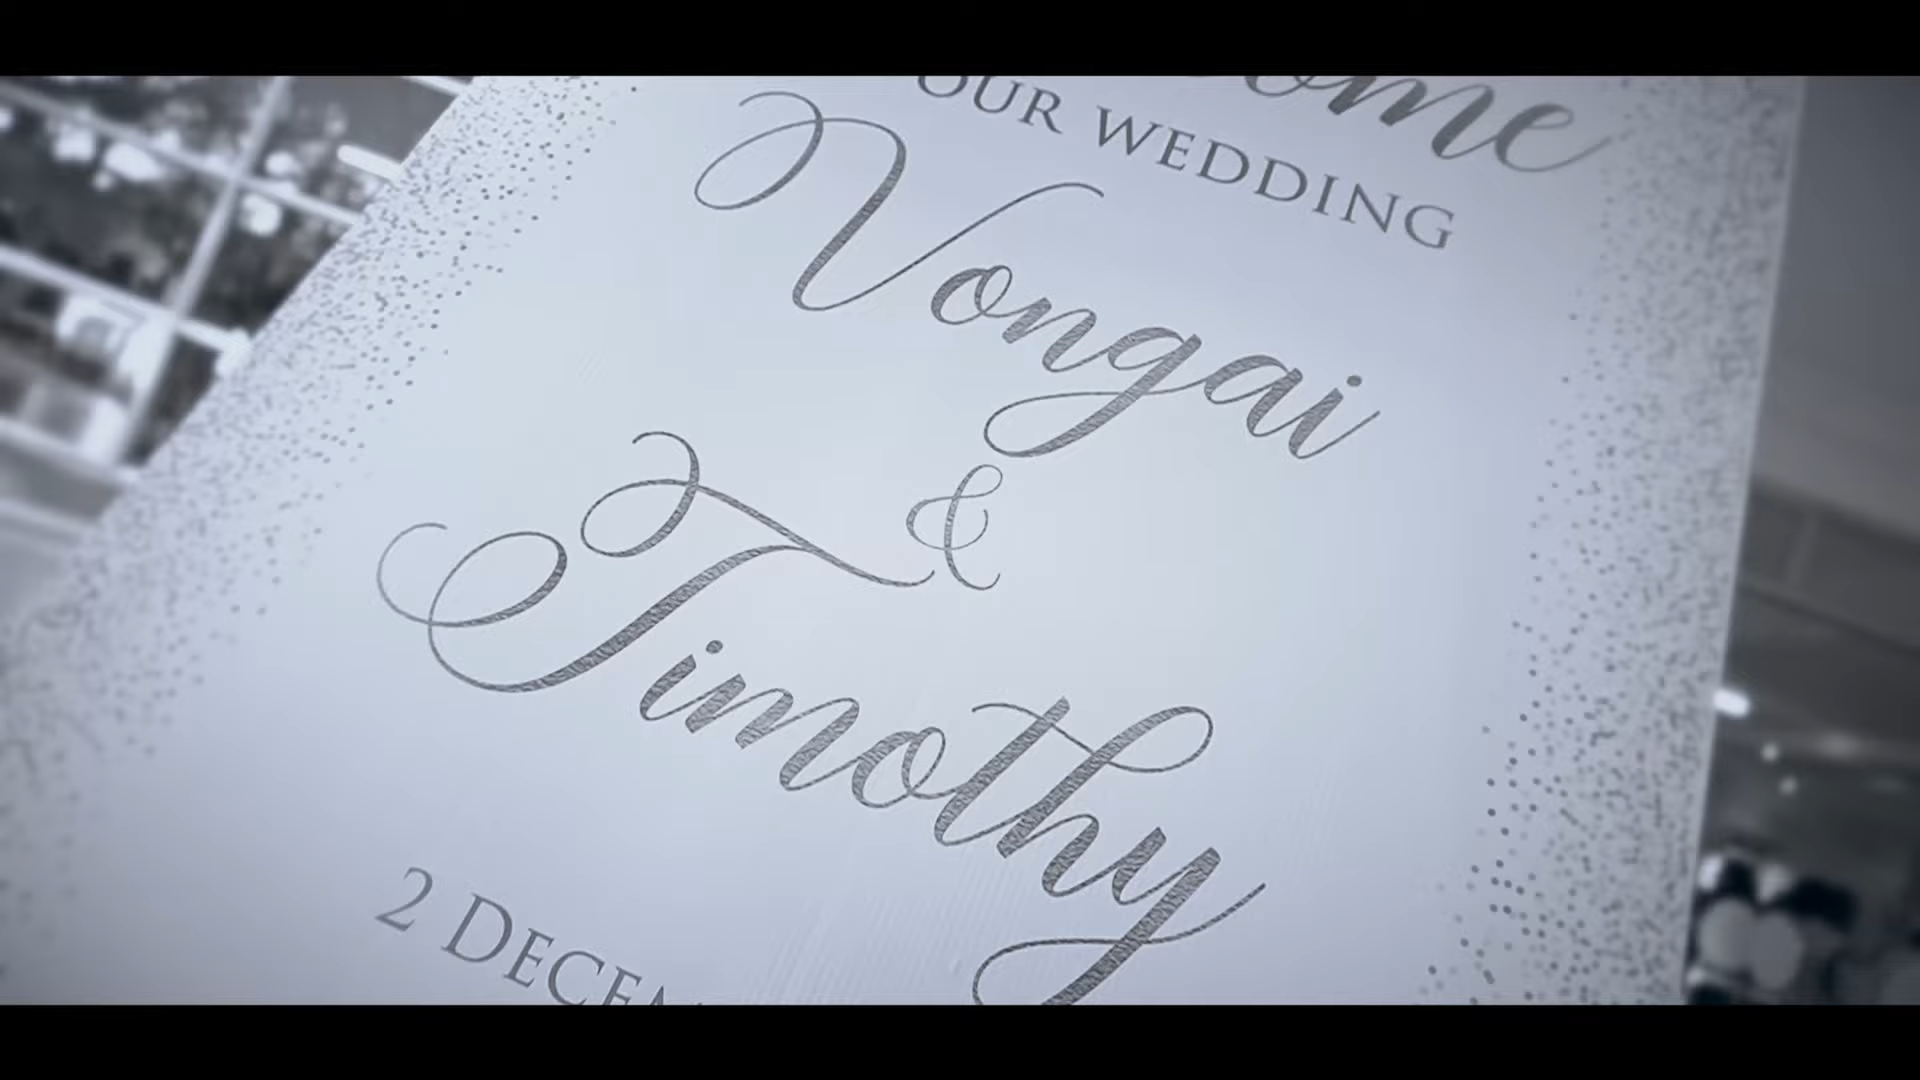 OUR WEDDING
Vongai
&
Timothy
2 DECEM